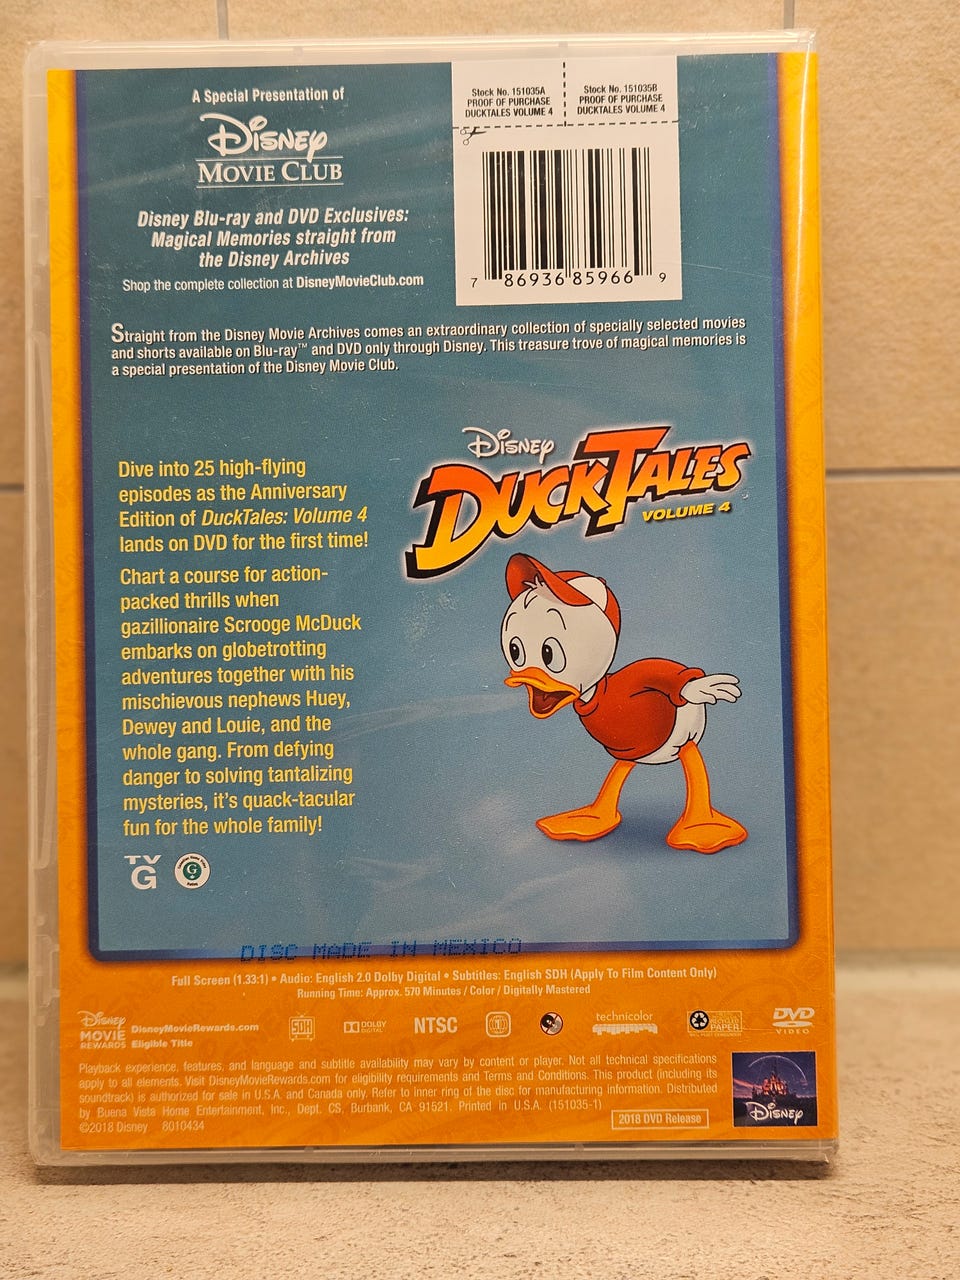 A Special Presentation of
Disney
MOVIE CLUB
Disney Blu-ray and DVD Exclusives:
Magical Memories straight from
the Disney Archives
Shop the complete collection at DisneyMovieClub.com
Stock No. 151035A
PROOF OF PURCHASE
DUCKTALES VOLUME 4
Stock No. 151035B
PROOF OF PURCHASE
DUCKTALES VOLUME 4
7 86936 85966 9
Straight from the Disney Movie Archives comes an extraordinary collection of specially selected movies
and shorts available on Blu-ray™ and DVD only through Disney. This treasure trove of magical memories is
a special presentation of the Disney Movie Club.
Disney
DUCKTALES
VOLUME 4
Dive into 25 high-flying
episodes as the Anniversary
Edition of DuckTales: Volume 4
lands on DVD for the first time!
Chart a course for action-
packed thrills when
gazillionaire Scrooge McDuck
embarks on globetrotting
adventures together with his
mischievous nephews Huey,
Dewey and Louie, and the
whole gang. From defying
danger to solving tantalizing
mysteries, it's quack-tacular
fun for the whole family!
TV
G
G
DISC MADE IN MEXICO
Full Screen (1.33:1) • Audio: English 2.0 Dolby Digital • Subtitles: English SDH (Apply To Film Content Only)
Running Time: Approx. 570 Minutes / Color / Digitally Mastered
Disney
MOVIE
REWARDS
DisneyMovieRewards.com
Eligible Title
SDH
DOLBY
DIGITAL
NTSC
technicolor
RECYCLED
PAPER
DVD
VIDEO
Playback experience, features, and language and subtitle availability may vary by content or player. Not all technical specifications
apply to all elements. Visit DisneyMovieRewards.com for eligibility requirements and Terms and Conditions. This product (including its
soundtrack) is authorized for sale in U.S.A. and Canada only. Refer to inner ring of the disc for manufacturing information. Distributed
by Buena Vista Home Entertainment, Inc., Dept. CS, Burbank, CA 91521. Printed in U.S.A. (151035-1)
©2018 Disney 8010434
2018 DVD Release
Disney